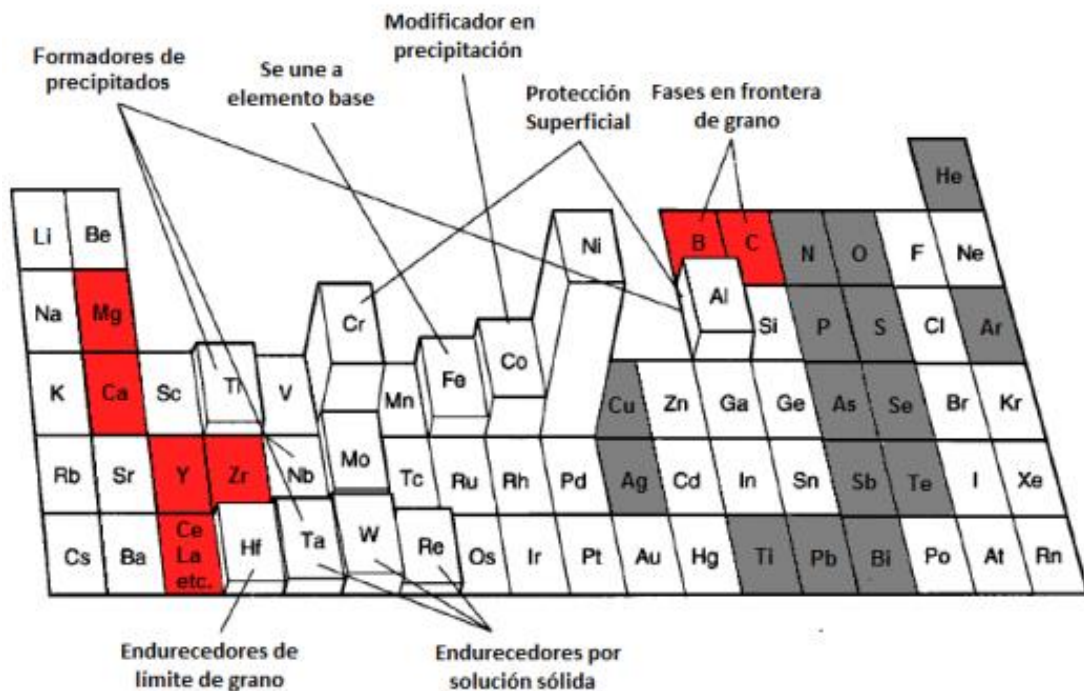 Modificador en
precipitación
Formadores de
precipitados
Se une a
elemento base
Protección
Superficial
Fases en frontera
de grano
He
Li Be B C N O F Ne
Na Mg Al Si P S Cl Ar
K Ca Sc Tl V Cr Mn Fe Co Ni Cu Zn Ga Ge As Se Br Kr
Rb Sr Y Zr Nb Mo Tc Ru Rh Pd Ag Cd In Sn Sb Te I Xe
Cs Ba Ce La etc. Hf Ta W Re Os Ir Pt Au Hg Ti Pb Bi Po At Rn
Endurecedores de
límite de grano
Endurecedores por
solución sólida